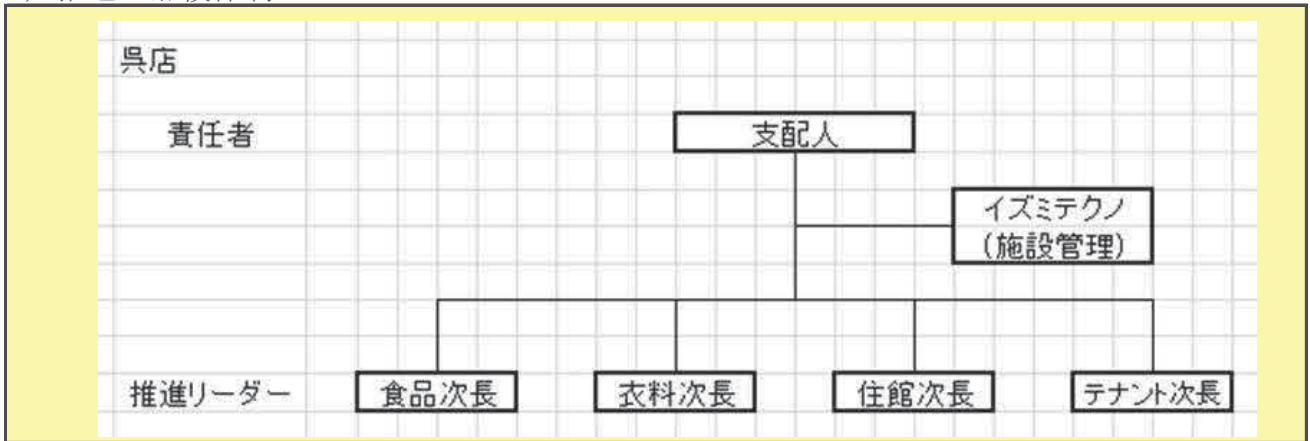 呉店
責任者
支配人
イズミテクノ
(施設管理)
推進リーダー
食品次長
衣料次長
住館次長
テナント次長